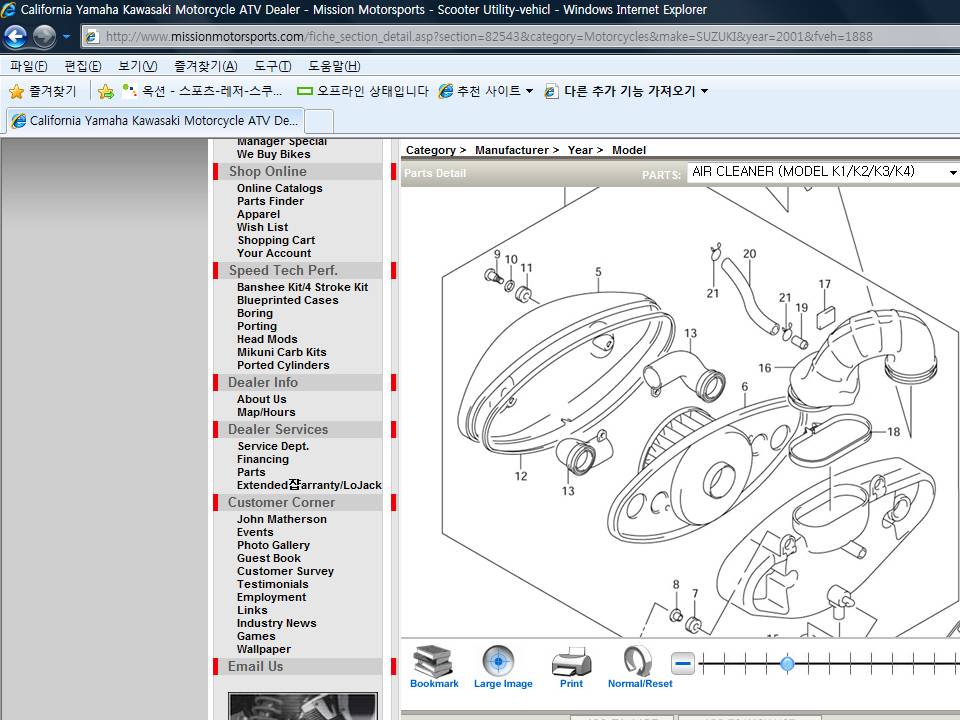 California Yamaha Kawasaki Motorcycle ATV Dealer - Mission Motorsports - Scooter Utility-vehicl - Windows Internet Explorer
http://www.missionmotorsports.com/fiche_section_detail.asp?section=82543&category=Motorcycles&make=SUZUKI&year=2001&fveh=1888
파일(F) 편집(E) 보기(V) 즐겨찾기(A) 도구(T) 도움말(H)
즐겨찾기 옥션 - 스포츠-레저-스쿠... 오프라인 상태입니다 추천 사이트 다른 추가 기능 가져오기
California Yamaha Kawasaki Motorcycle ATV De...
Manager Special
We Buy Bikes
Shop Online
Online Catalogs
Parts Finder
Apparel
Wish List
Shopping Cart
Your Account
Speed Tech Perf.
Banshee Kit/4 Stroke Kit
Blueprinted Cases
Boring
Porting
Head Mods
Mikuni Carb Kits
Ported Cylinders
Dealer Info
About Us
Map/Hours
Dealer Services
Service Dept.
Financing
Parts
Extended arranty/LoJack
Customer Corner
John Matherson
Events
Photo Gallery
Guest Book
Customer Survey
Testimonials
Employment
Links
Industry News
Games
Wallpaper
Email Us
Category > Manufacturer > Year > Model
Parts Detail PARTS: AIR CLEANER (MODEL K1/K2/K3/K4)
9
10
11
5
21
20
21
19
17
13
16
6
18
12
13
8
7
Bookmark Large Image Print Normal/Reset